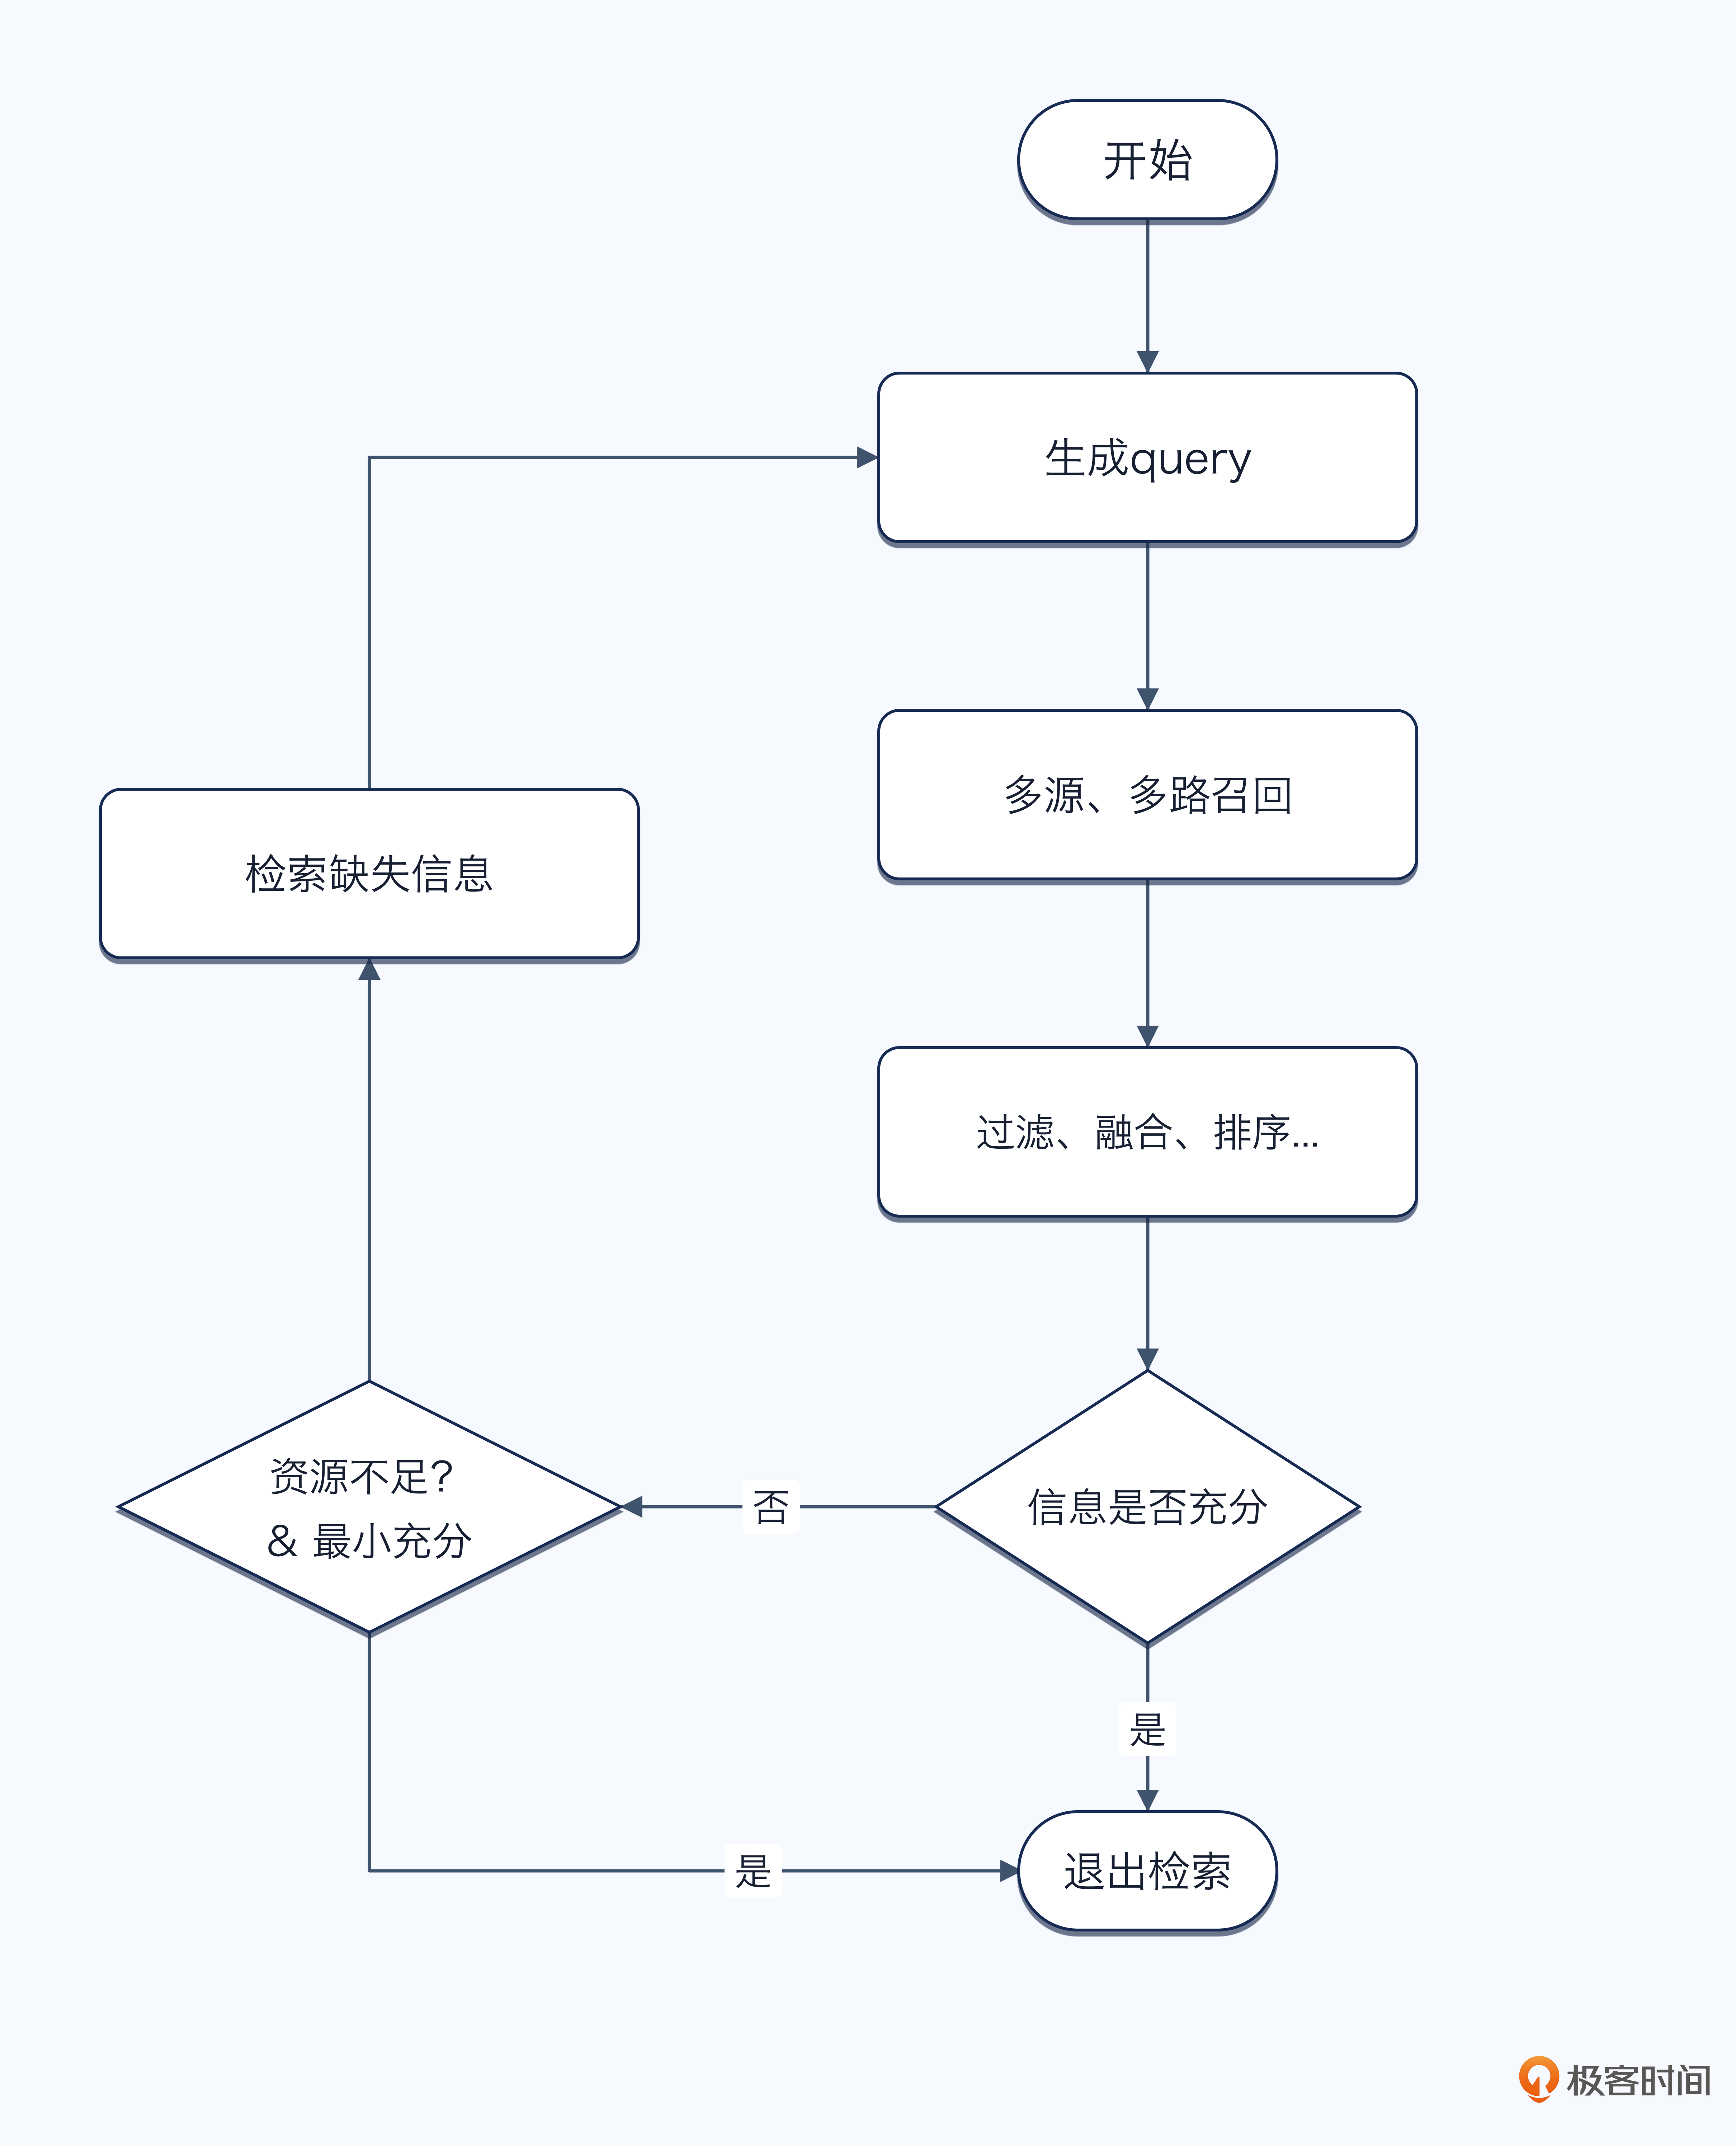 开始
生成query
多源、多路召回
检索缺失信息
过滤、融合、排序...
资源不足?
& 最小充分
否
信息是否充分
是
是
退出检索
极客时间